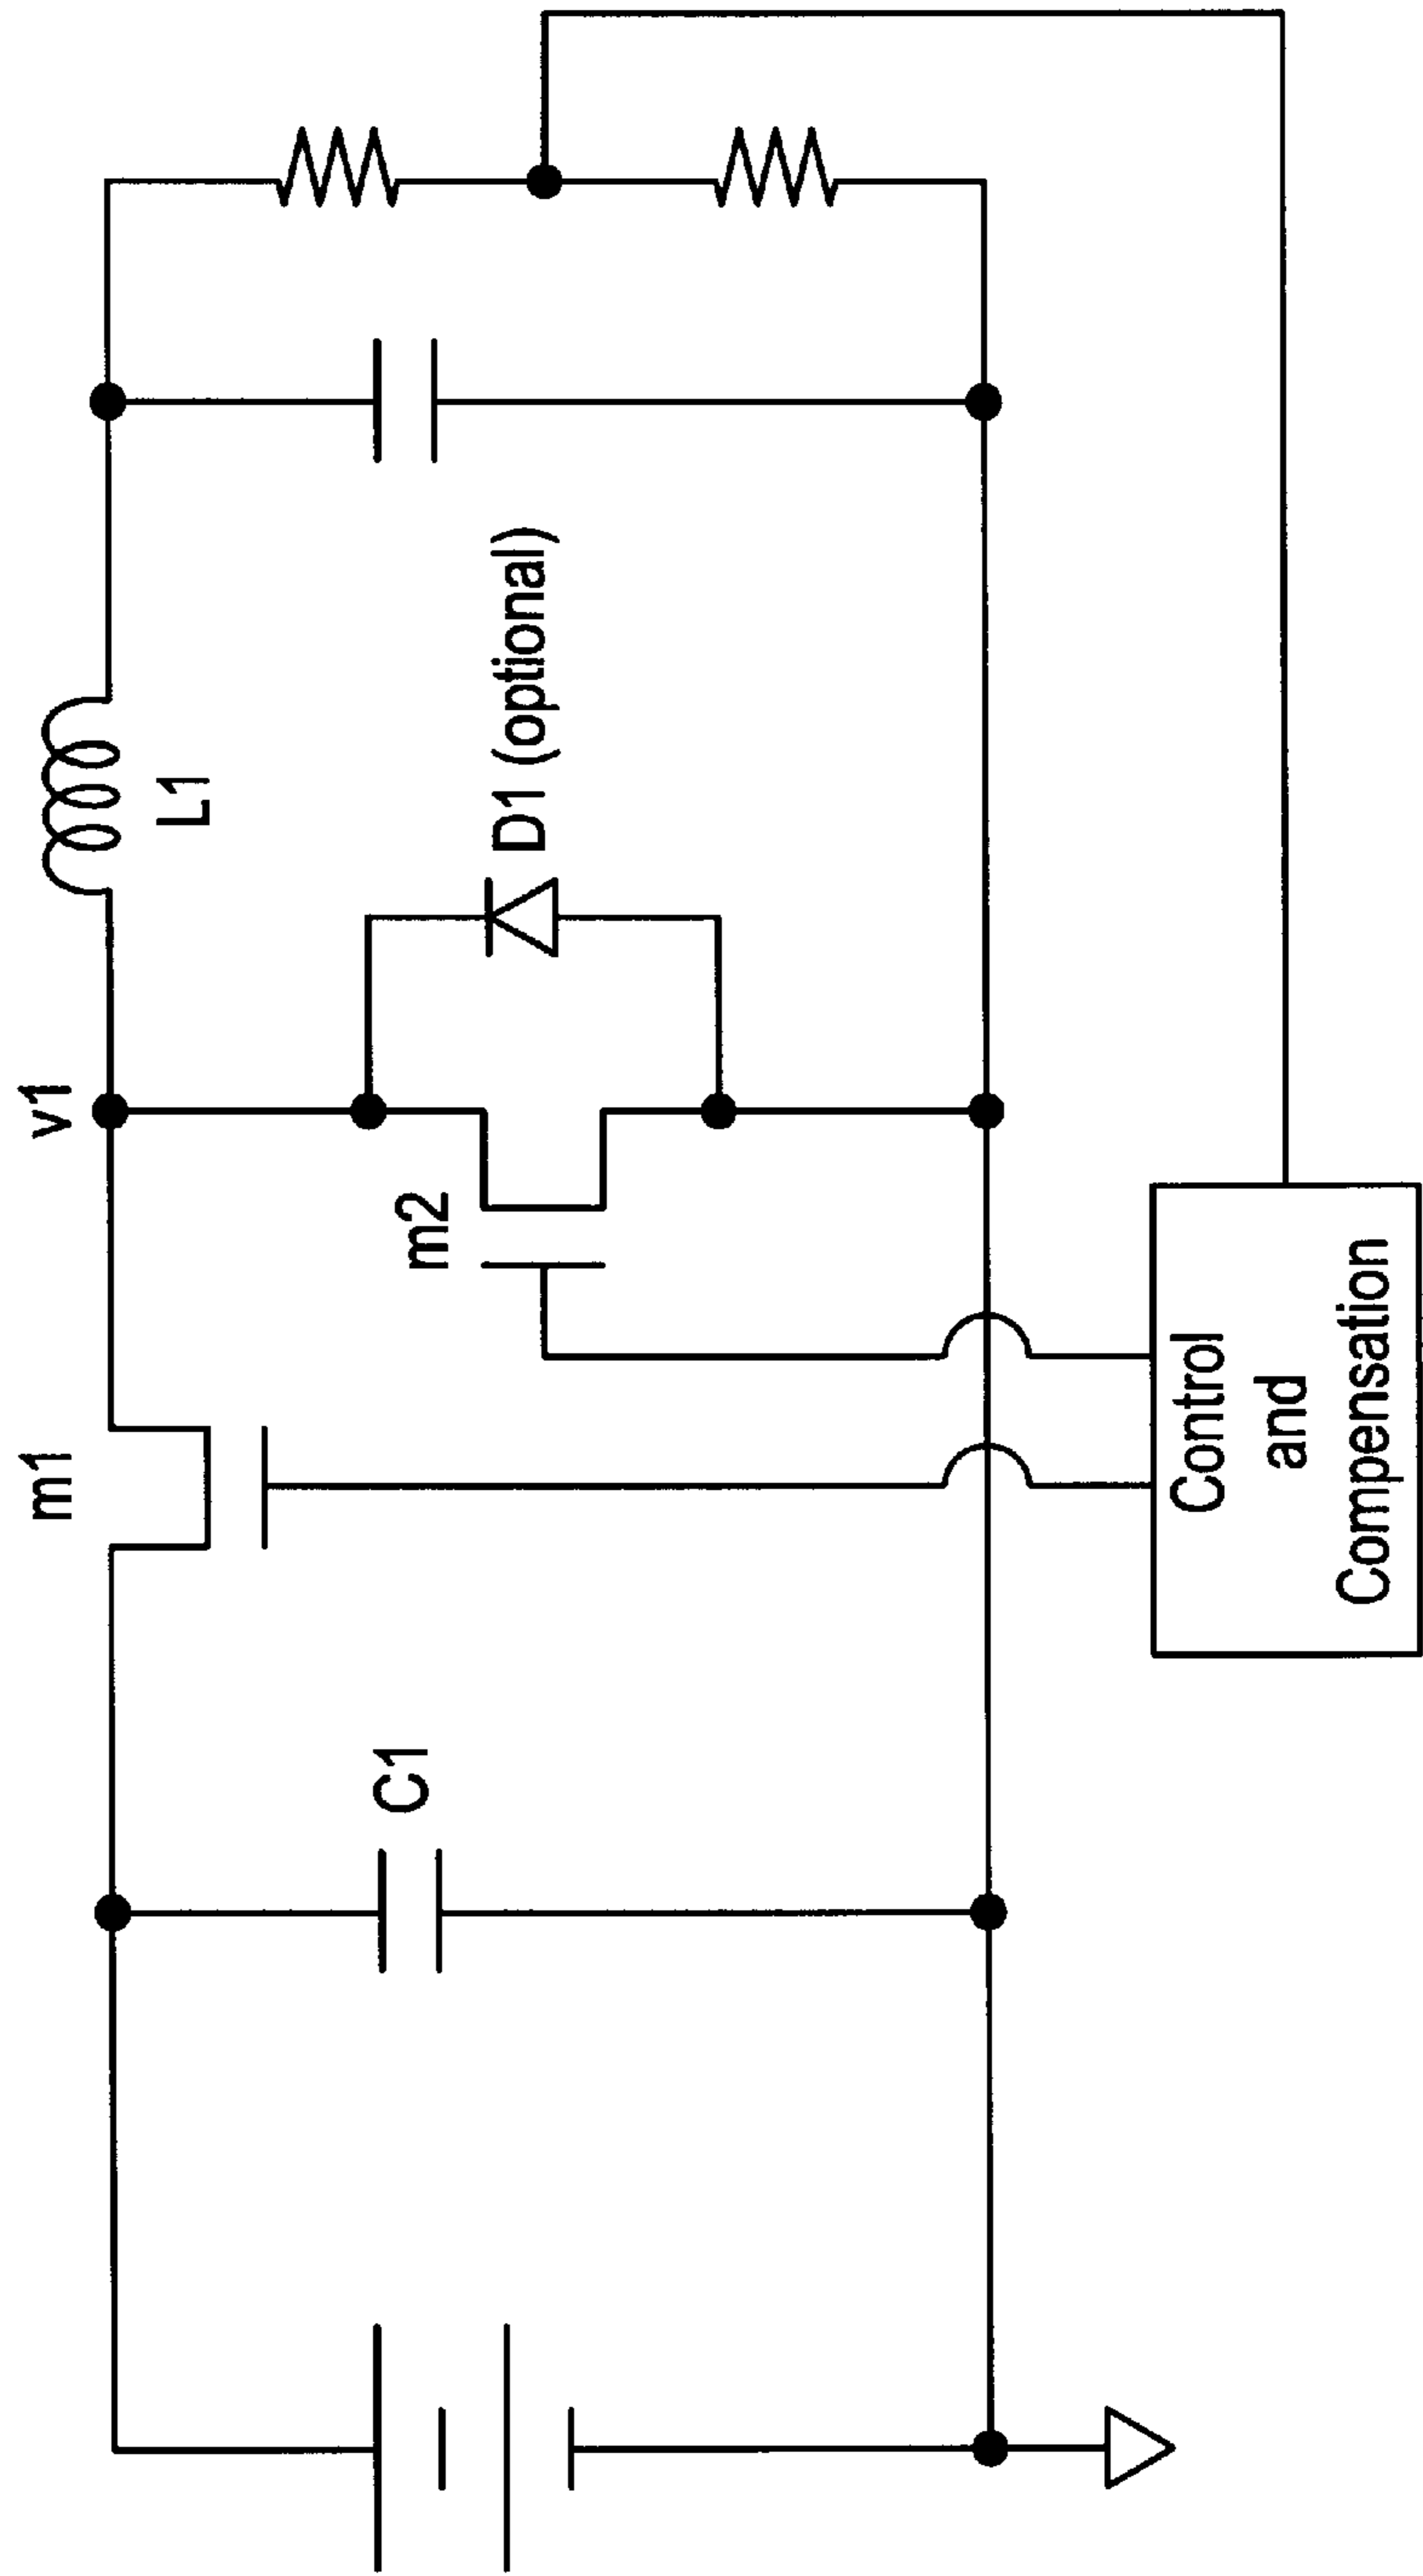 m1
v1
L1
C1
m2
D1 (optional)
Control
and
Compensation